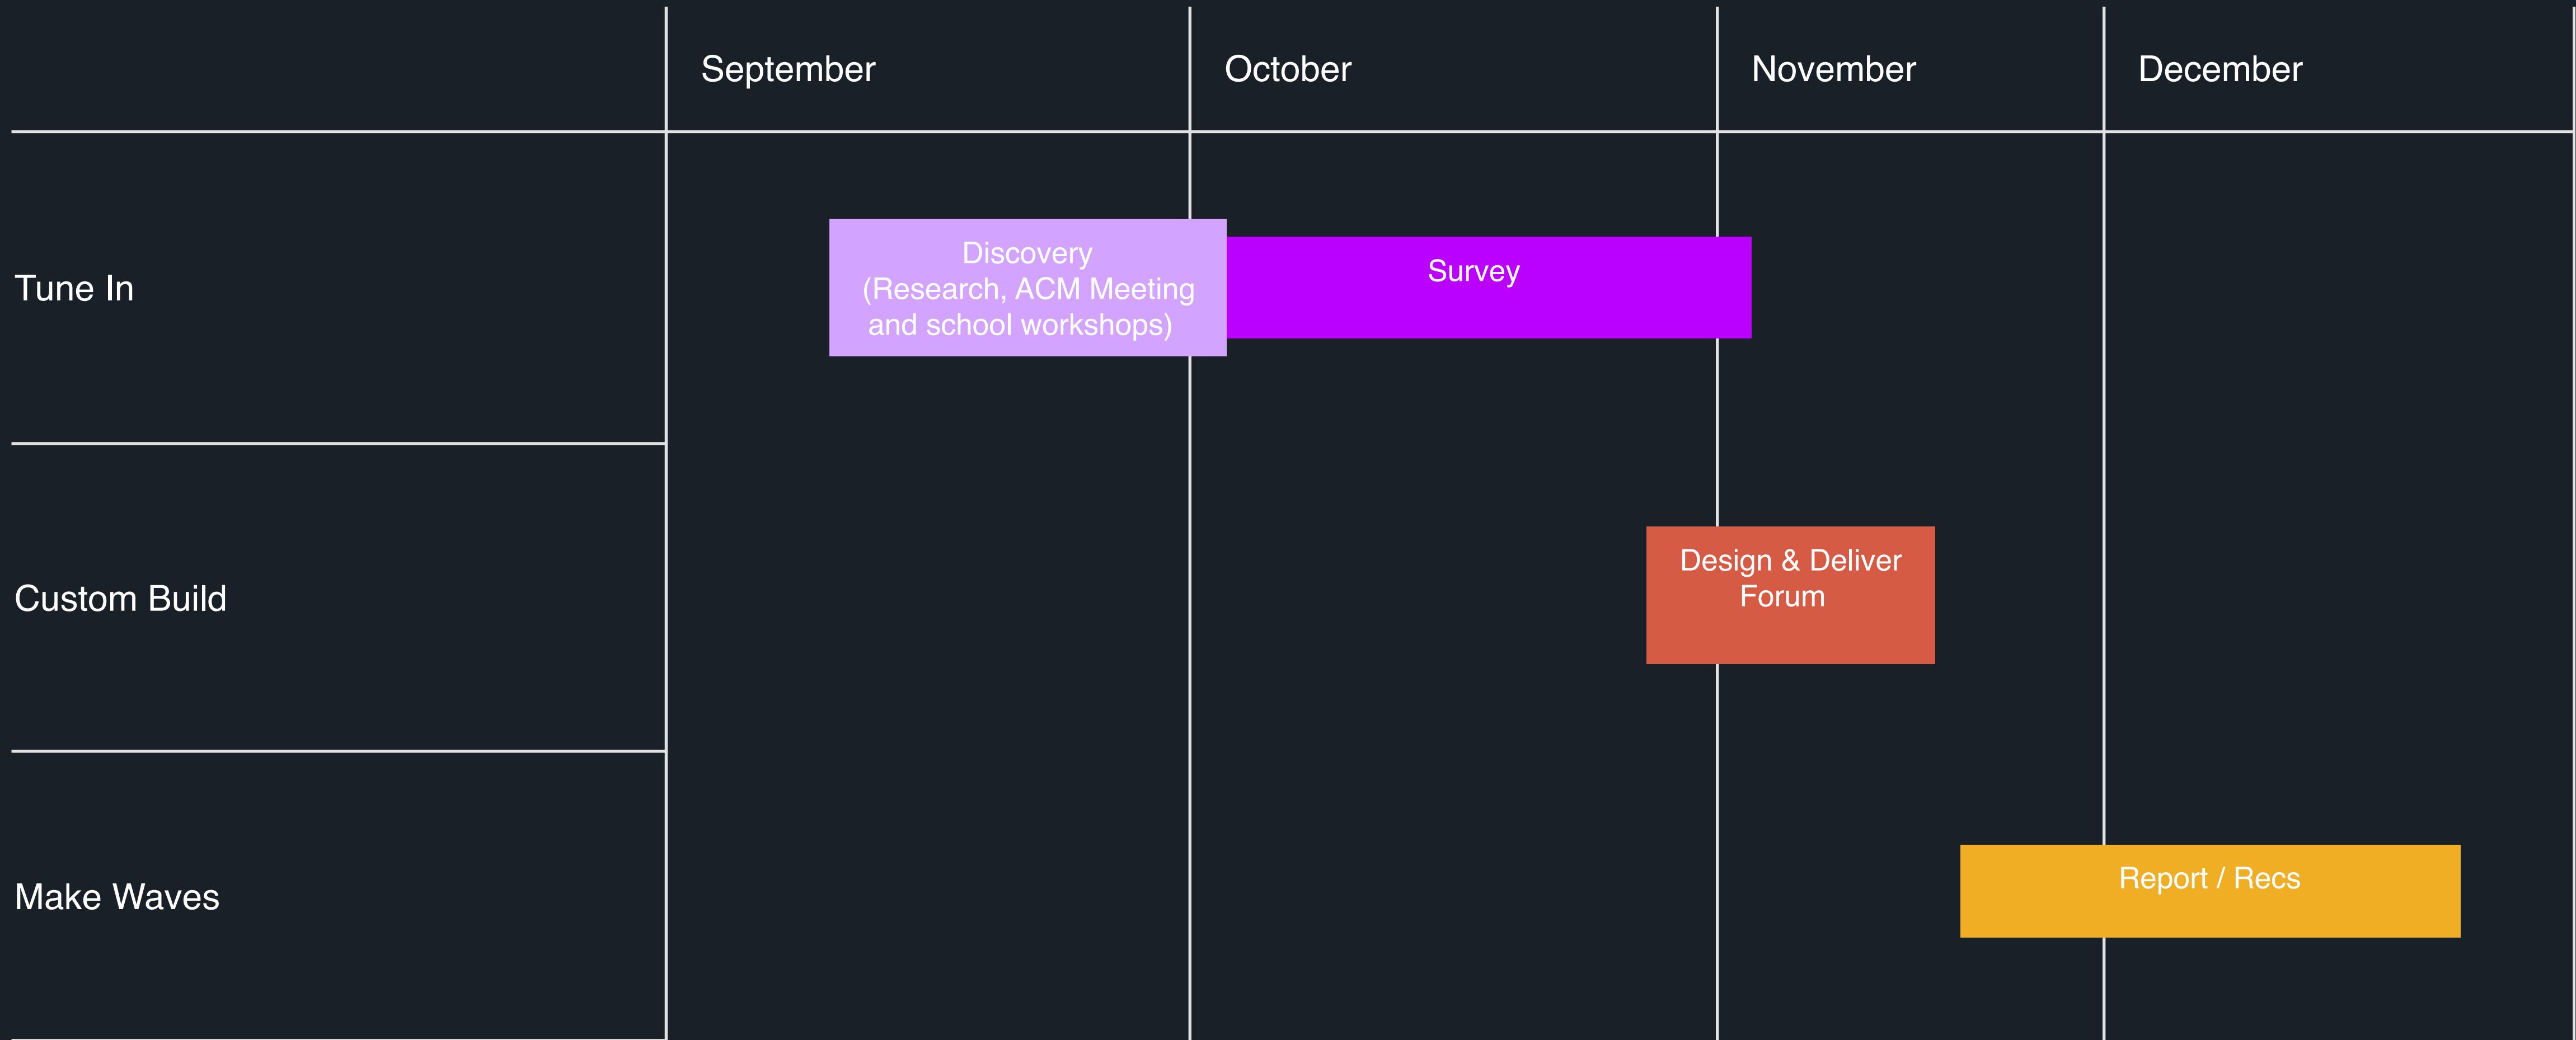 September
October
November
December
Tune In
Discovery
(Research, ACM Meeting
and school workshops)
Survey
Custom Build
Design & Deliver
Forum
Make Waves
Report / Recs